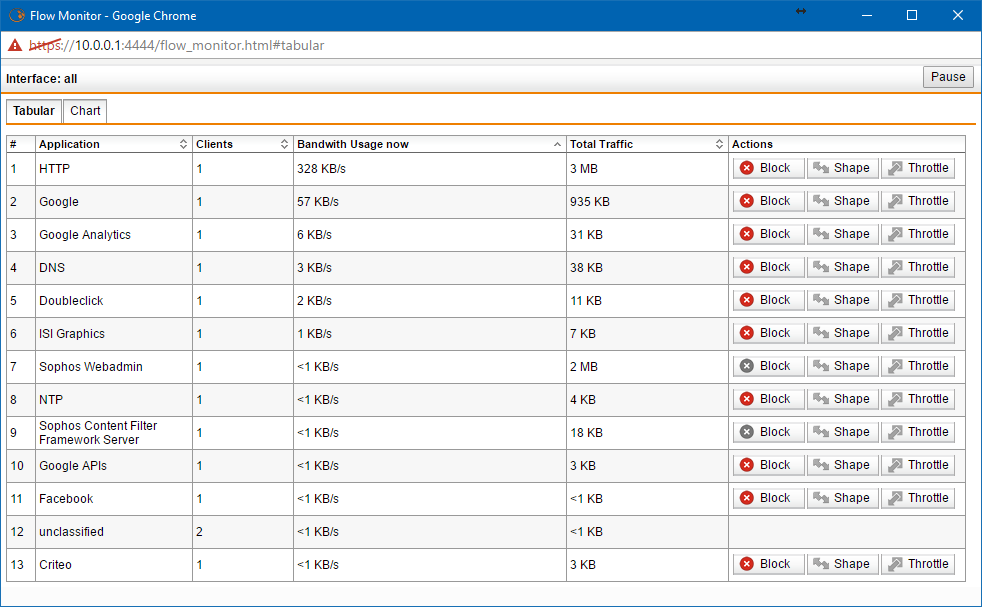 Flow Monitor - Google Chrome
https://10.0.0.1:4444/flow_monitor.html#tabular
Interface: all Pause
Tabular Chart
# Application Clients Bandwith Usage now Total Traffic Actions
1 HTTP 1 328 KB/s 3 MB Block Shape Throttle
2 Google 1 57 KB/s 935 KB Block Shape Throttle
3 Google Analytics 1 6 KB/s 31 KB Block Shape Throttle
4 DNS 1 3 KB/s 38 KB Block Shape Throttle
5 Doubleclick 1 2 KB/s 11 KB Block Shape Throttle
6 ISI Graphics 1 1 KB/s 7 KB Block Shape Throttle
7 Sophos Webadmin 1 <1 KB/s 2 MB Block Shape Throttle
8 NTP 1 <1 KB/s 4 KB Block Shape Throttle
9 Sophos Content Filter
Framework Server 1 <1 KB/s 18 KB Block Shape Throttle
10 Google APIs 1 <1 KB/s 3 KB Block Shape Throttle
11 Facebook 1 <1 KB/s <1 KB Block Shape Throttle
12 unclassified 2 <1 KB/s <1 KB
13 Criteo 1 <1 KB/s 3 KB Block Shape Throttle